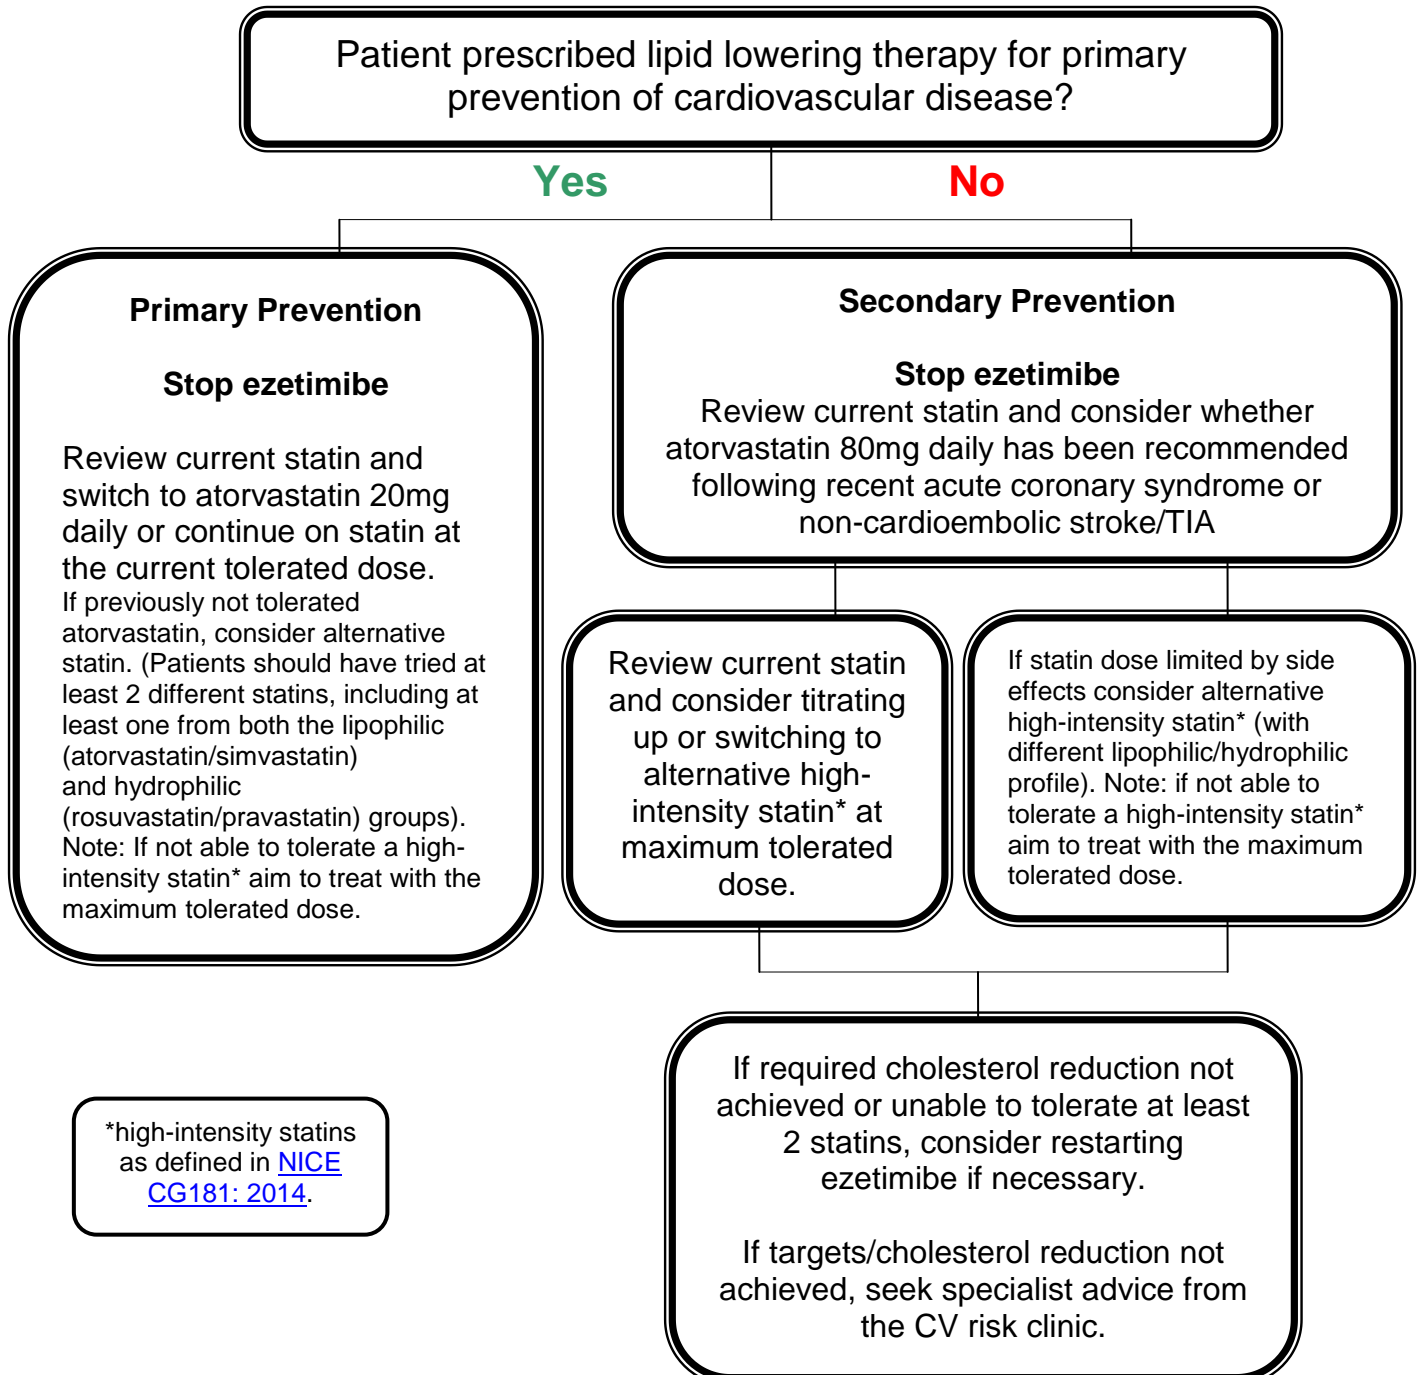 Patient prescribed lipid lowering therapy for primary
prevention of cardiovascular disease?
Yes
No
Primary Prevention
Stop ezetimibe
Review current statin and
switch to atorvastatin 20mg
daily or continue on statin at
the current tolerated dose.
If previously not tolerated
atorvastatin, consider alternative
statin. (Patients should have tried at
least 2 different statins, including at
least one from both the lipophilic
(atorvastatin/simvastatin)
and hydrophilic
(rosuvastatin/pravastatin) groups).
Note: If not able to tolerate a high-
intensity statin* aim to treat with the
maximum tolerated dose.
Secondary Prevention
Stop ezetimibe
Review current statin and consider whether
atorvastatin 80mg daily has been recommended
following recent acute coronary syndrome or
non-cardioembolic stroke/TIA
Review current statin
and consider titrating
up or switching to
alternative high-
intensity statin* at
maximum tolerated
dose.
If statin dose limited by side
effects consider alternative
high-intensity statin* (with
different lipophilic/hydrophilic
profile). Note: if not able to
tolerate a high-intensity statin*
aim to treat with the maximum
tolerated dose.
If required cholesterol reduction not
achieved or unable to tolerate at least
2 statins, consider restarting
ezetimibe if necessary.
If targets/cholesterol reduction not
achieved, seek specialist advice from
the CV risk clinic.
*high-intensity statins
as defined in NICE
CG181: 2014.